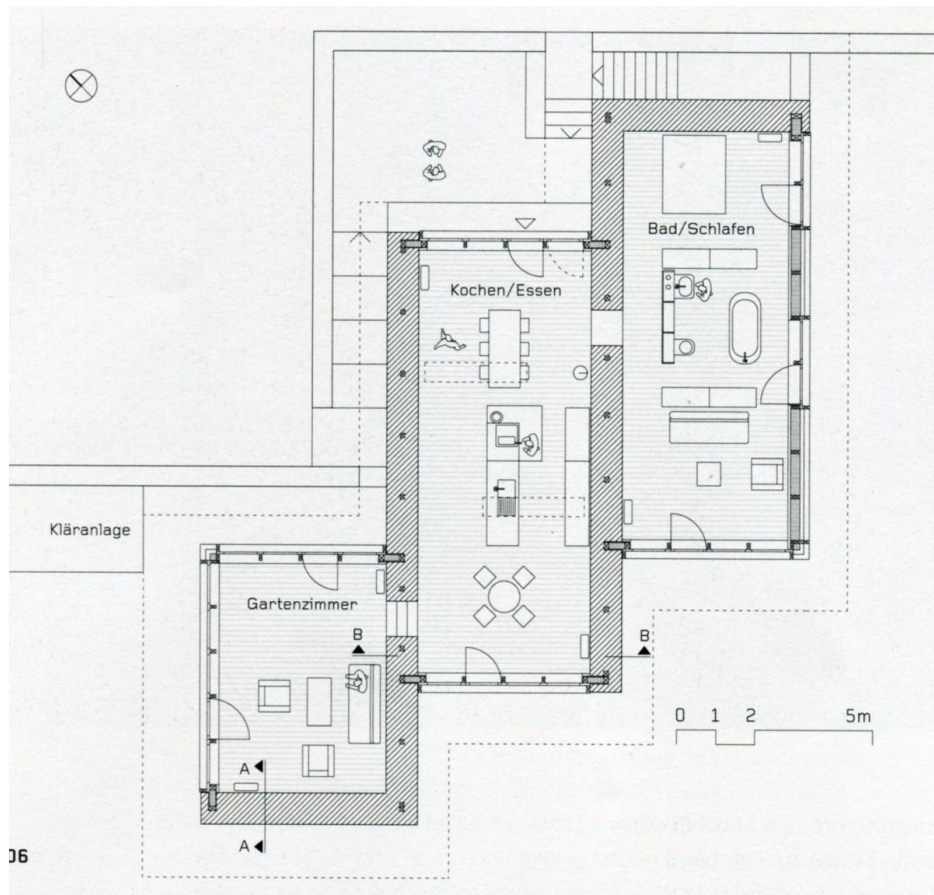 Bad/Schlafen
Kochen/Essen
Kläranlage
Gartenzimmer
B
B
0 1 2 5m
A
A
06